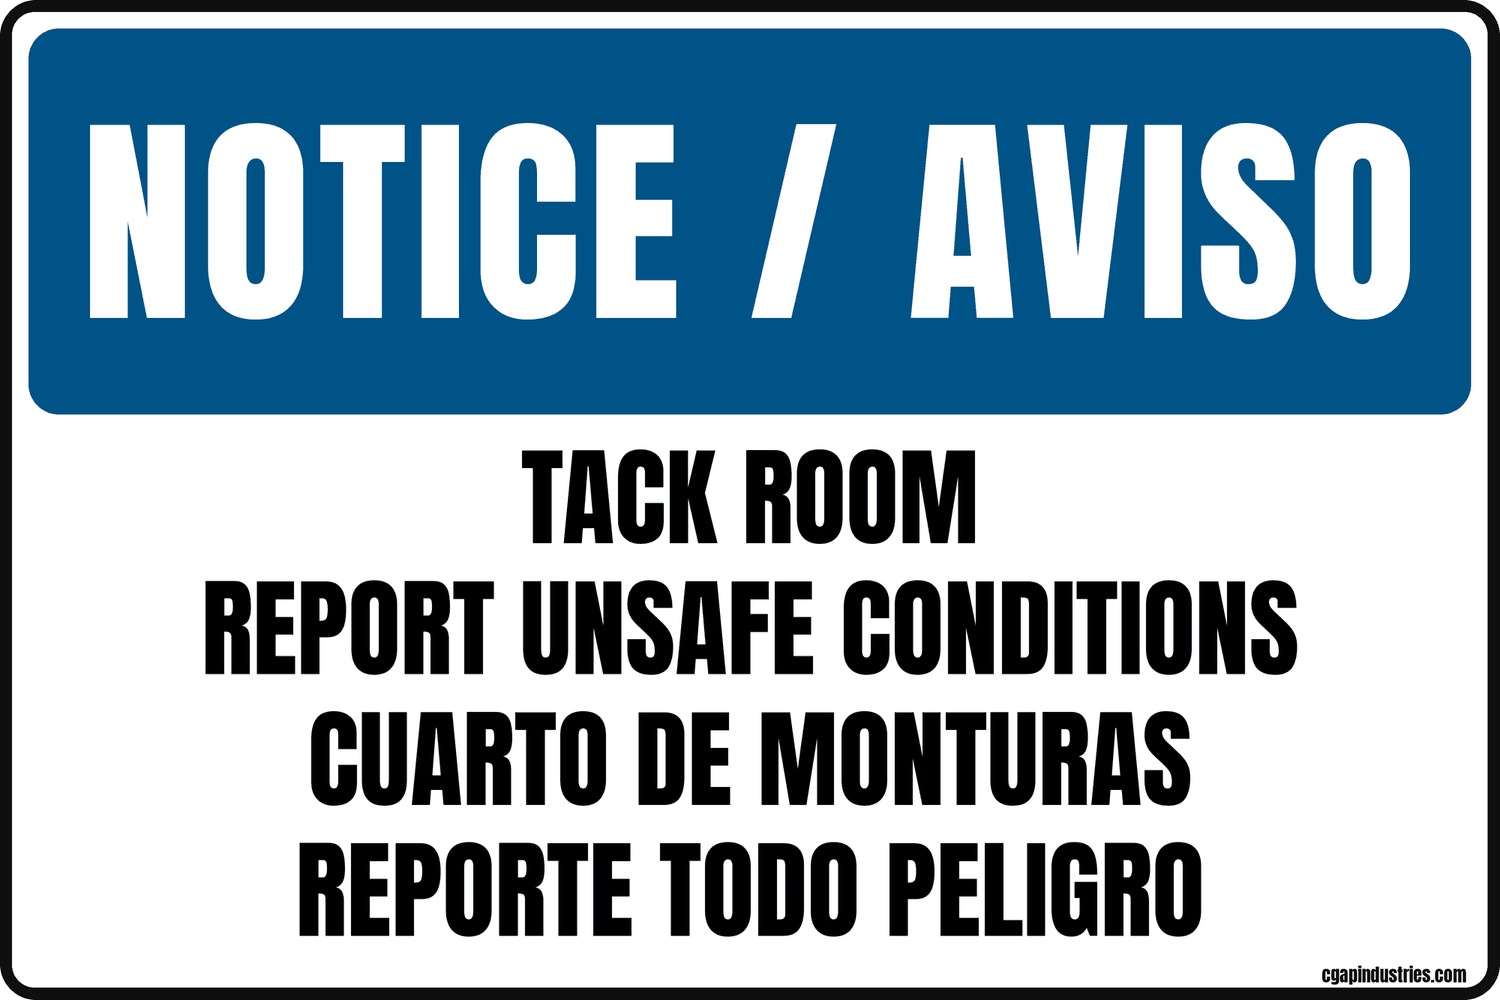 NOTICE / AVISO
TACK ROOM
REPORT UNSAFE CONDITIONS
CUARTO DE MONTURAS
REPORTE TODO PELIGRO
cgapindustries.com